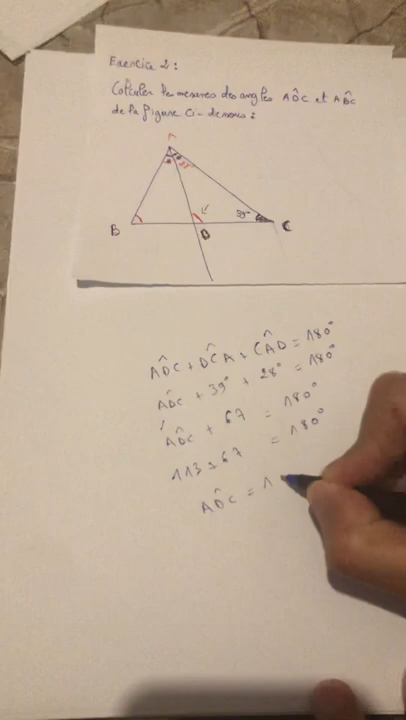 Exercice 2 :
Calculer les mesures des angles AD̂C et AB̂C
de la figure ci-dessous :
A
39°
B
D
C
AD̂C + DĈA + CÂD = 180°
AD̂C + 39° + 28° = 180°
AD̂C + 67 = 180°
113 + 67 = 180°
AD̂C = 1